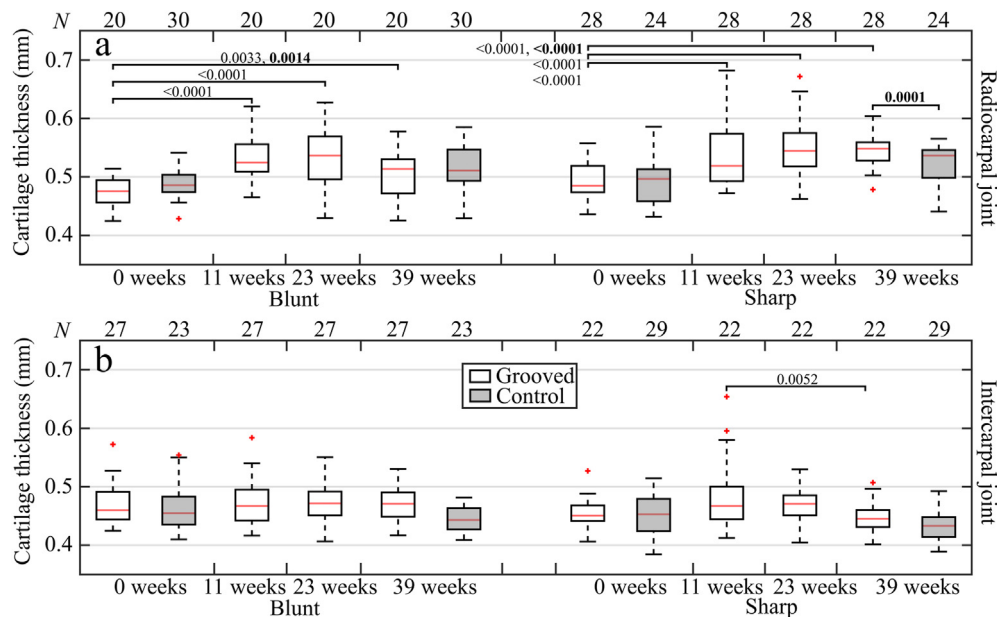 N 20 30 20 20 20 30 28 24 28 28 28 24
a
Cartilage thickness (mm)
0.7
0.6
0.5
0.4
0.0033, 0.0014
<0.0001
<0.0001
<0.0001, <0.0001
<0.0001
<0.0001
0.0001
Radiocarpal joint
0 weeks 11 weeks 23 weeks 39 weeks 0 weeks 11 weeks 23 weeks 39 weeks
Blunt Sharp
N 27 23 27 27 27 23 22 29 22 22 22 29
b
Cartilage thickness (mm)
0.7
0.6
0.5
0.4
Grooved
Control
0.0052
Intercarpal joint
0 weeks 11 weeks 23 weeks 39 weeks 0 weeks 11 weeks 23 weeks 39 weeks
Blunt Sharp